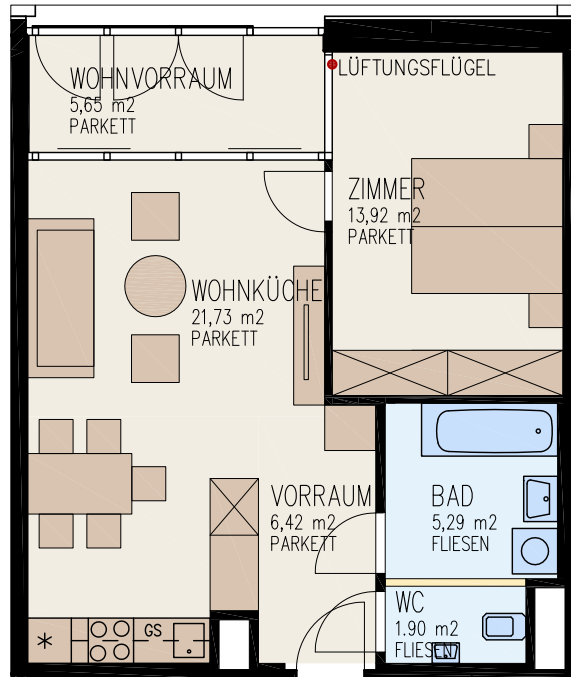 WOHNVORRAUM
5,65 m2
PARKETT
LÜFTUNGSFLÜGEL
ZIMMER
13,92 m2
PARKETT
WOHNKÜCHE
21,73 m2
PARKETT
VORRAUM
6,42 m2
PARKETT
BAD
5,29 m2
FLIESEN
WC
1.90 m2
FLIESEN
GS